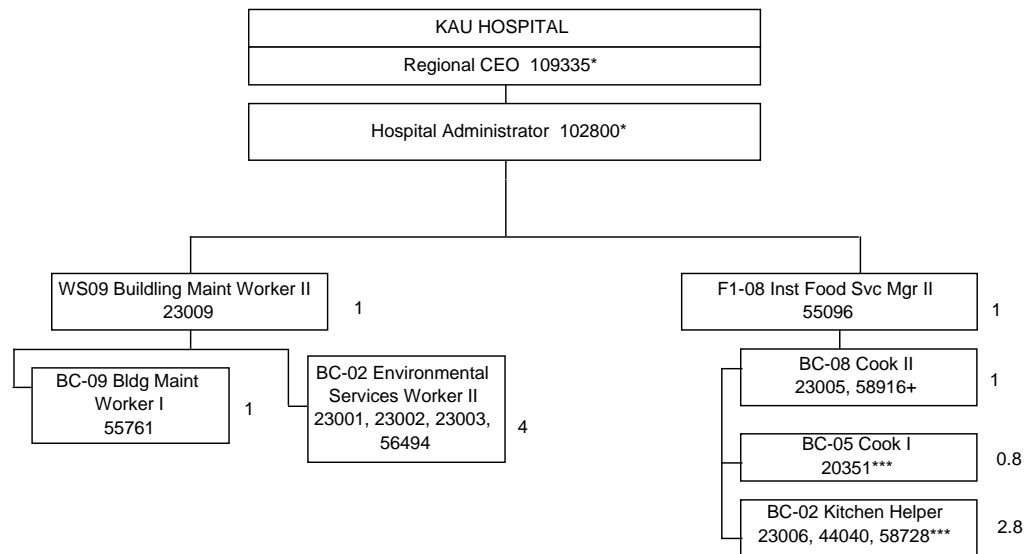 KAU HOSPITAL
Regional CEO 109335*
Hospital Administrator 102800*
WS09 Buildling Maint Worker II
23009
1
BC-09 Bldg Maint
Worker I
55761
1
BC-02 Environmental
Services Worker II
23001, 23002, 23003,
56494
4
F1-08 Inst Food Svc Mgr II
55096
1
BC-08 Cook II
23005, 58916+
1
BC-05 Cook I
20351***
0.8
BC-02 Kitchen Helper
23006, 44040, 58728***
2.8